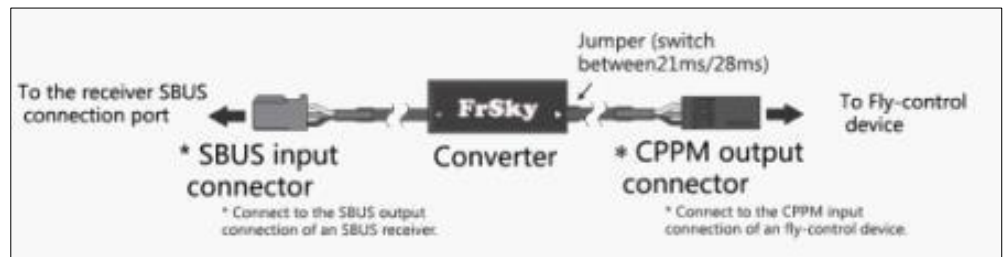 Jumper (switch
between21ms/28ms)
To the receiver SBUS
connection port
FrSky
To Fly-control
device
* SBUS input
connector
Converter
* CPPM output
connector
* Connect to the SBUS output
connection of an SBUS receiver.
* Connect to the CPPM input
connection of an fly-control device.